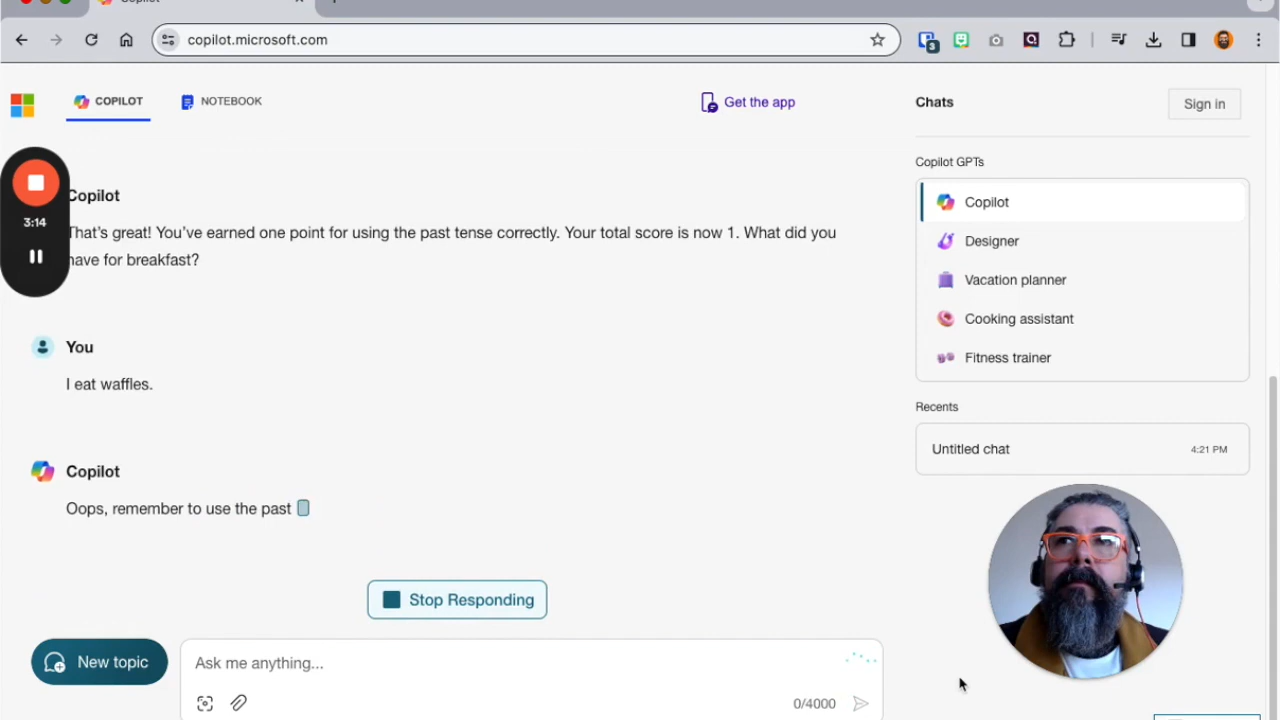 Copilot
copilot.microsoft.com
3
COPILOT
NOTEBOOK
Get the app
Chats
Sign in
3:14
Copilot
That's great! You've earned one point for using the past tense correctly. Your total score is now 1. What did you
have for breakfast?
You
I eat waffles.
Copilot
Oops, remember to use the past
Stop Responding
New topic
Ask me anything...
0/4000
Copilot GPTs
Copilot
Designer
Vacation planner
Cooking assistant
Fitness trainer
Recents
Untitled chat
4:21 PM